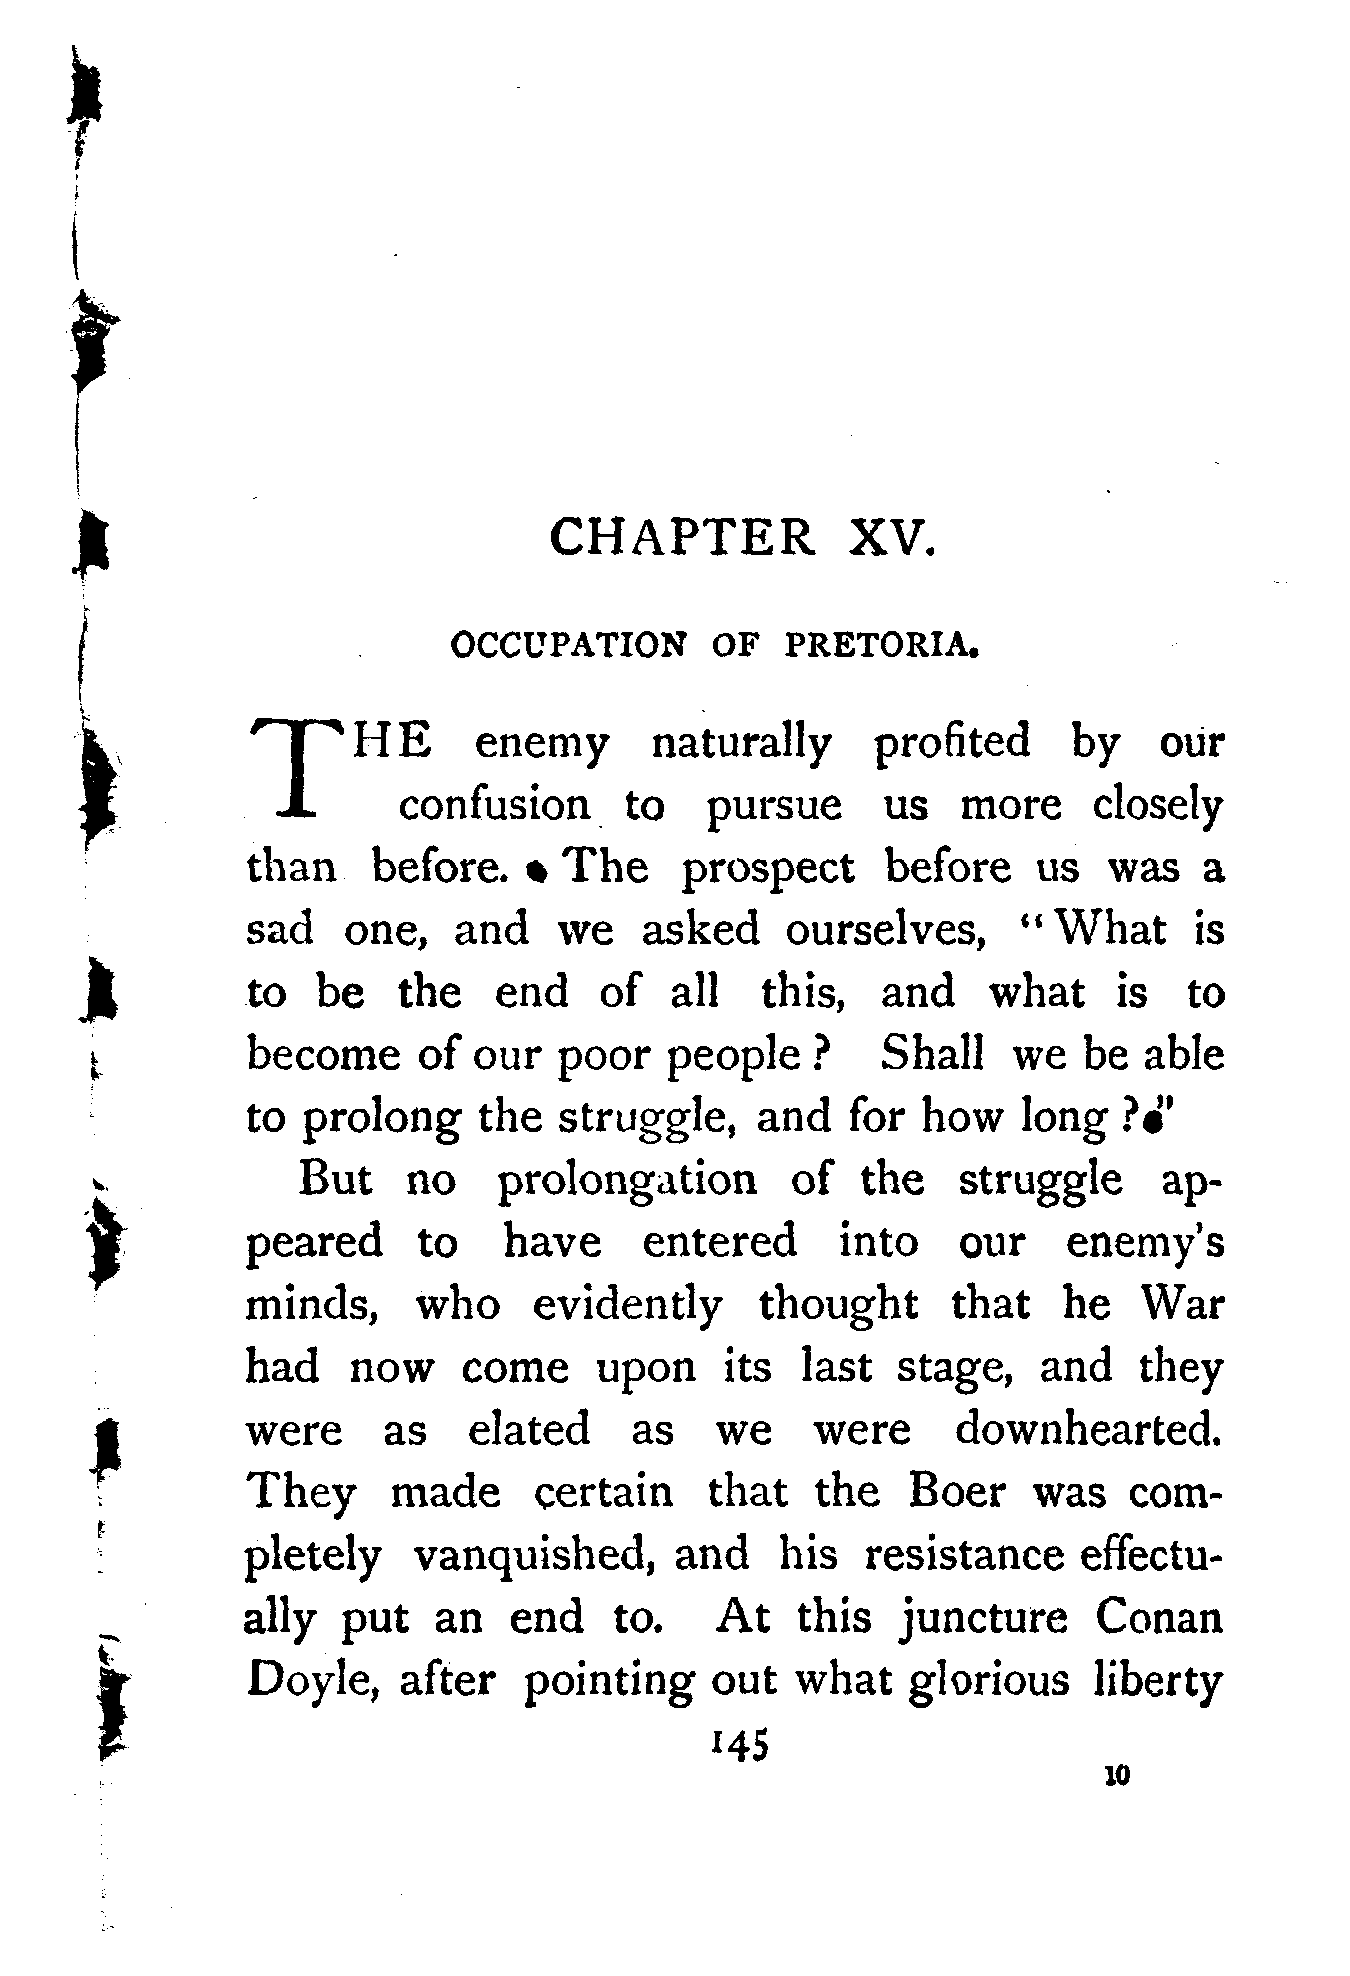 CHAPTER XV.
OCCUPATION OF PRETORIA.
THE enemy naturally profited by our
confusion to pursue us more closely
than before. The prospect before us was a
sad one, and we asked ourselves, "What is
to be the end of all this, and what is to
become of our poor people? Shall we be able
to prolong the struggle, and for how long?"
But no prolongation of the struggle ap-
peared to have entered into our enemy's
minds, who evidently thought that he War
had now come upon its last stage, and they
were as elated as we were downhearted.
They made certain that the Boer was com-
pletely vanquished, and his resistance effectu-
ally put an end to. At this juncture Conan
Doyle, after pointing out what glorious liberty
145
10